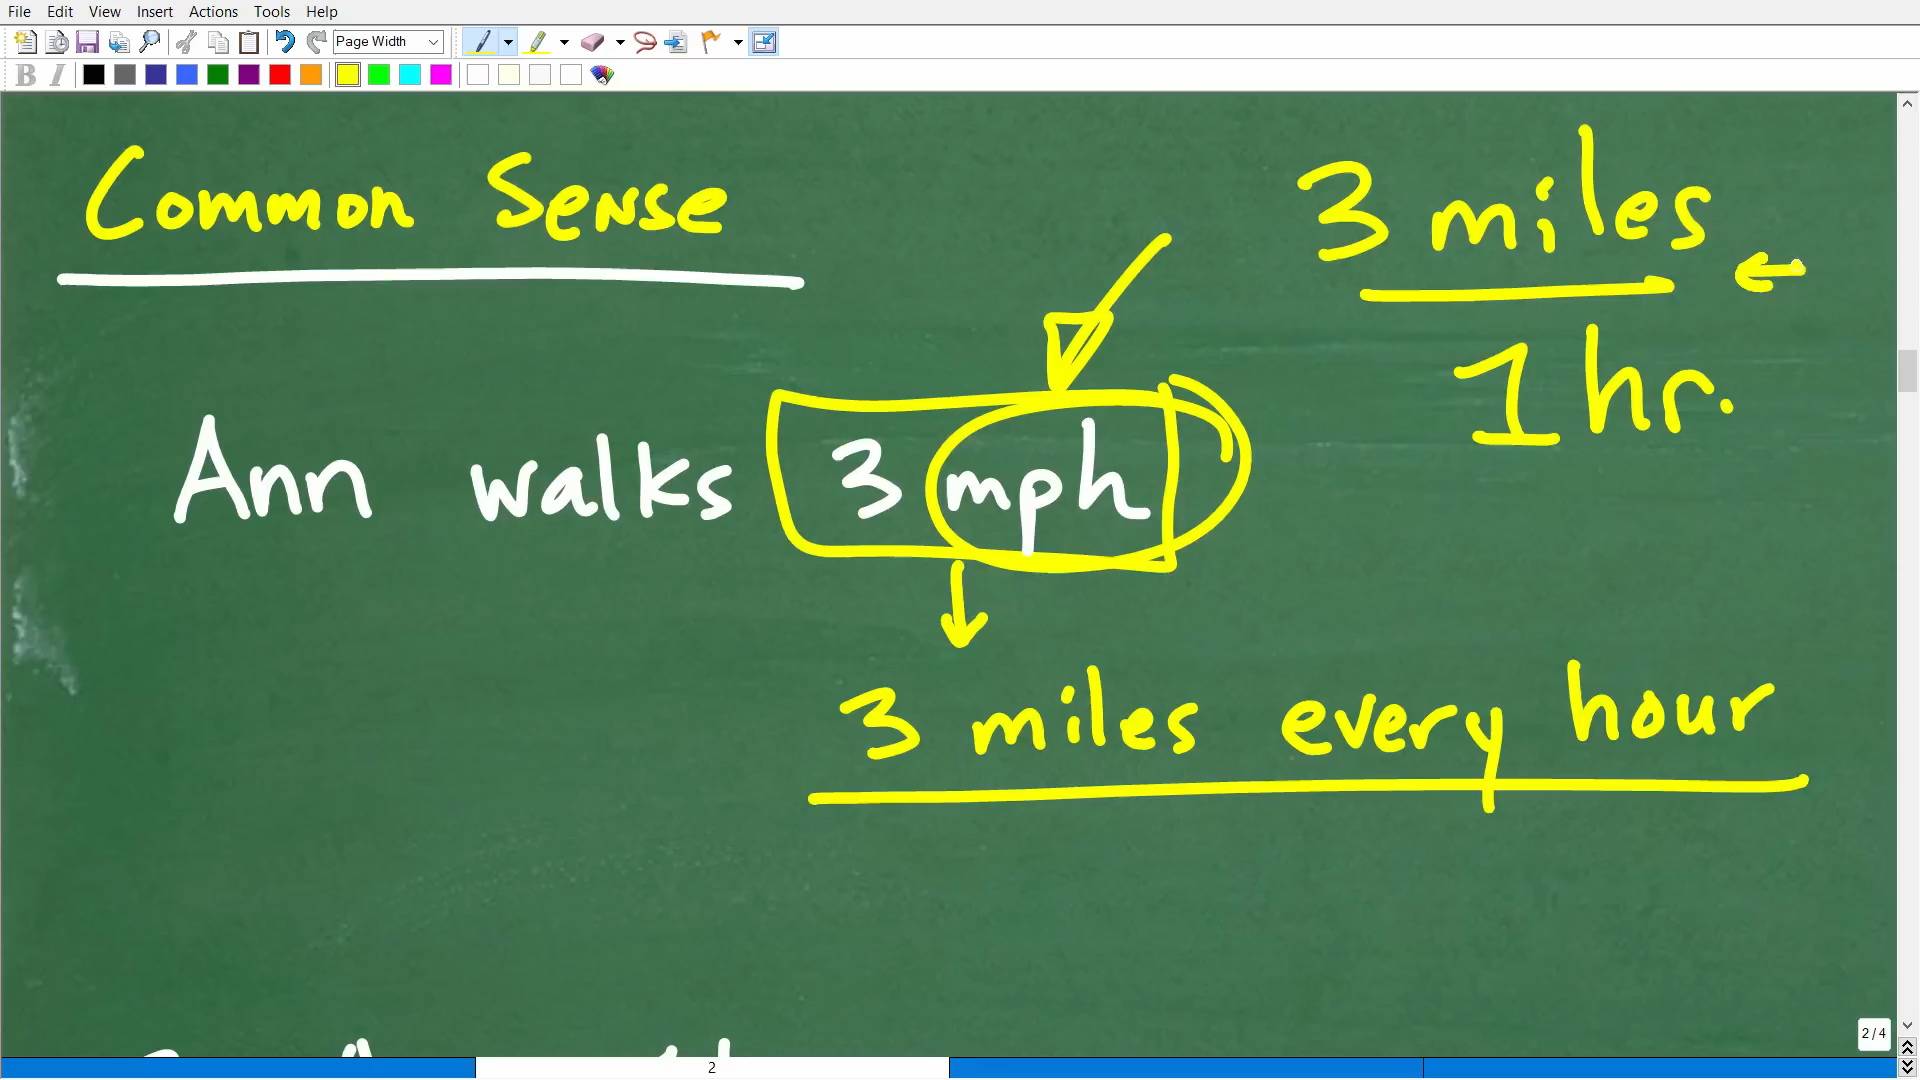 File Edit View Insert Actions Tools Help
Page Width
B I
Common Sense
3 miles
1 hr.
Ann walks 3 mph
3 miles every hour
2 / 4
2